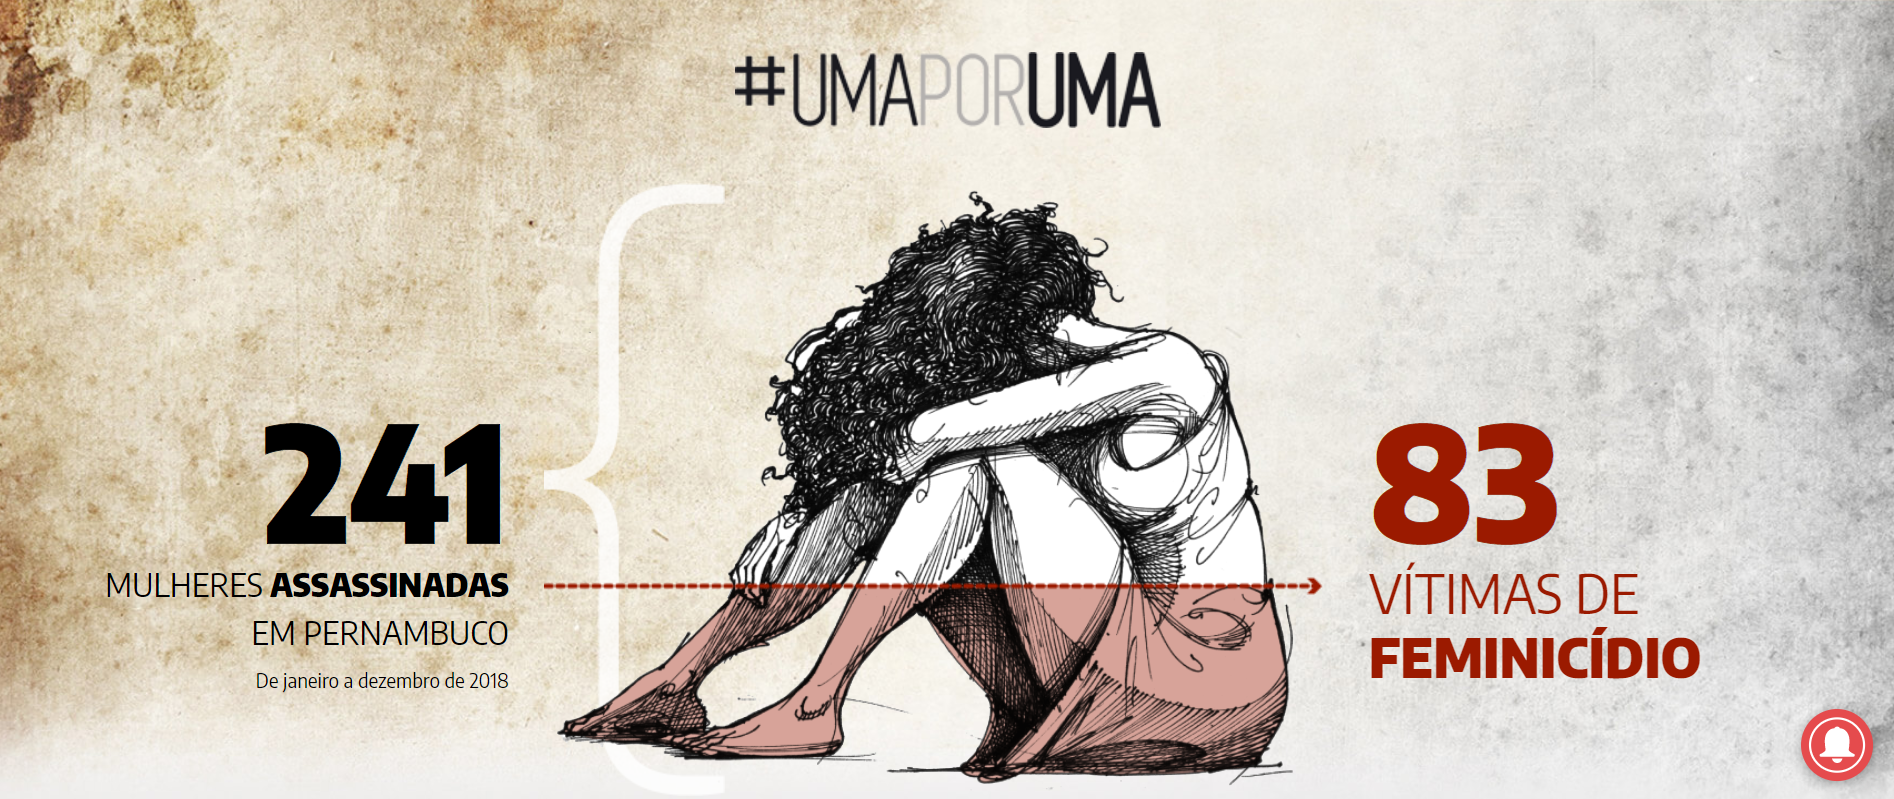 #UMAPORUMA
241
MULHERES ASSASSINADAS
EM PERNAMBUCO
De janeiro a dezembro de 2018
83
VÍTIMAS DE
FEMINICÍDIO